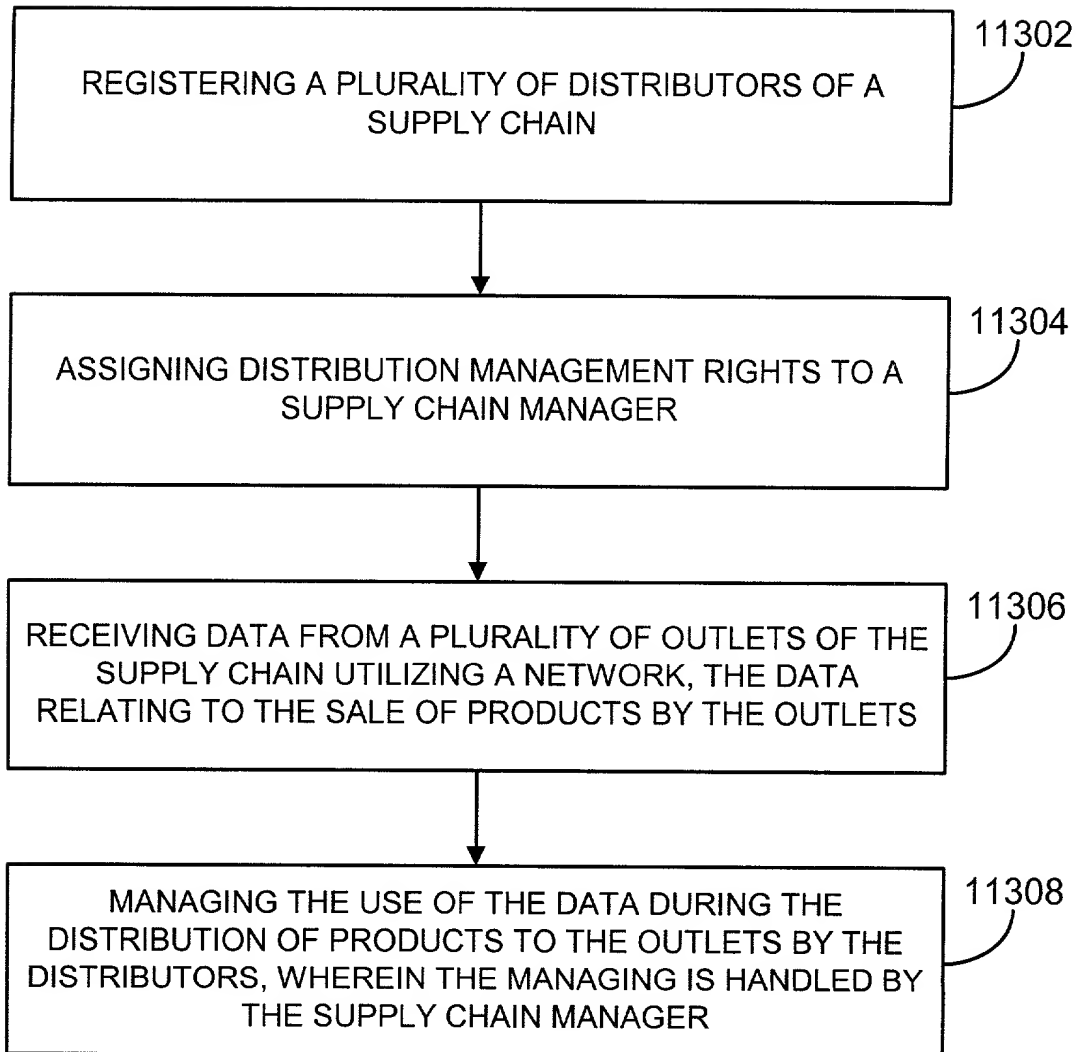 11302
REGISTERING A PLURALITY OF DISTRIBUTORS OF A
SUPPLY CHAIN
11304
ASSIGNING DISTRIBUTION MANAGEMENT RIGHTS TO A
SUPPLY CHAIN MANAGER
11306
RECEIVING DATA FROM A PLURALITY OF OUTLETS OF THE
SUPPLY CHAIN UTILIZING A NETWORK, THE DATA
RELATING TO THE SALE OF PRODUCTS BY THE OUTLETS
11308
MANAGING THE USE OF THE DATA DURING THE
DISTRIBUTION OF PRODUCTS TO THE OUTLETS BY THE
DISTRIBUTORS, WHEREIN THE MANAGING IS HANDLED BY
THE SUPPLY CHAIN MANAGER